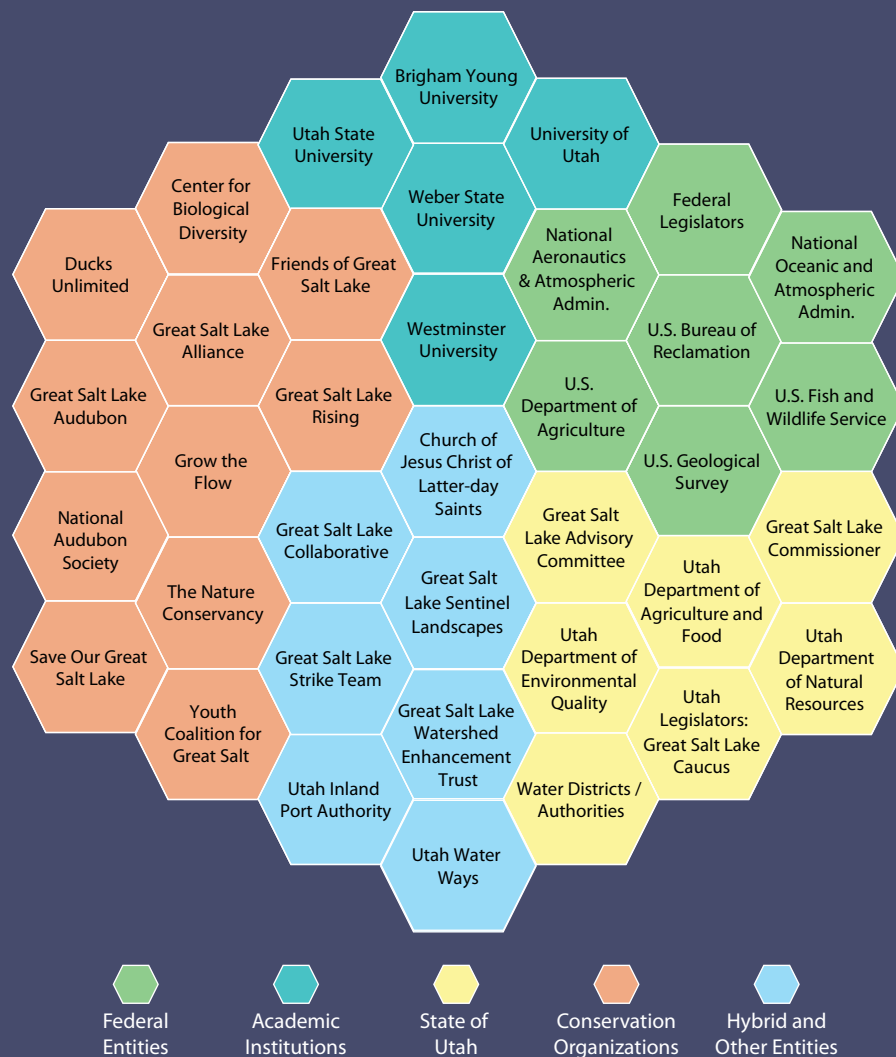 Brigham Young
University
Utah State
University
University of
Utah
Center for
Biological
Diversity
Weber State
University
Federal
Legislators
Ducks
Unlimited
Friends of Great
Salt Lake
National
Aeronautics
& Atmospheric
Admin.
National
Oceanic and
Atmospheric
Admin.
Great Salt Lake
Alliance
Westminster
University
U.S. Bureau of
Reclamation
Great Salt Lake
Audubon
Great Salt Lake
Rising
U.S.
Department of
Agriculture
U.S. Fish and
Wildlife Service
Grow the
Flow
Church of
Jesus Christ of
Latter-day
Saints
U.S. Geological
Survey
National
Audubon
Society
Great Salt Lake
Collaborative
Great Salt
Lake Advisory
Committee
Great Salt Lake
Commissioner
The Nature
Conservancy
Great Salt
Lake Sentinel
Landscapes
Utah
Department of
Agriculture and
Food
Save Our Great
Salt Lake
Great Salt Lake
Strike Team
Utah
Department of
Environmental
Quality
Utah
Department
of Natural
Resources
Youth
Coalition for
Great Salt
Great Salt Lake
Watershed
Enhancement
Trust
Utah
Legislators:
Great Salt Lake
Caucus
Utah Inland
Port Authority
Water Districts /
Authorities
Utah Water
Ways
Federal
Entities
Academic
Institutions
State of
Utah
Conservation
Organizations
Hybrid and
Other Entities